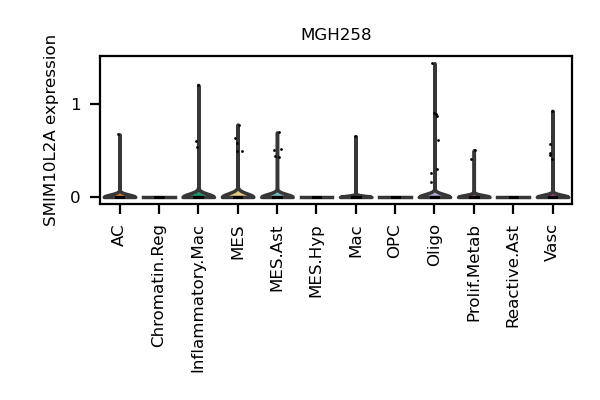 MGH258
SMIM10L2A expression
1
0
AC
Chromatin.Reg
Inflammatory.Mac
MES
MES.Ast
MES.Hyp
Mac
OPC
Oligo
Prolif.Metab
Reactive.Ast
Vasc